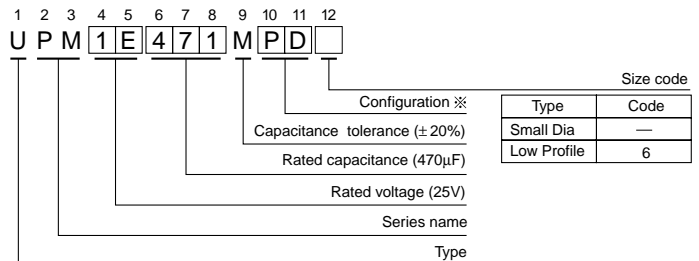 1 2 3 4 5 6 7 8 9 10 11 12
U P M 1 E 4 7 1 M P D
Size code
Type Code
Small Dia —
Low Profile 6
Configuration ※
Capacitance tolerance (±20%)
Rated capacitance (470μF)
Rated voltage (25V)
Series name
Type